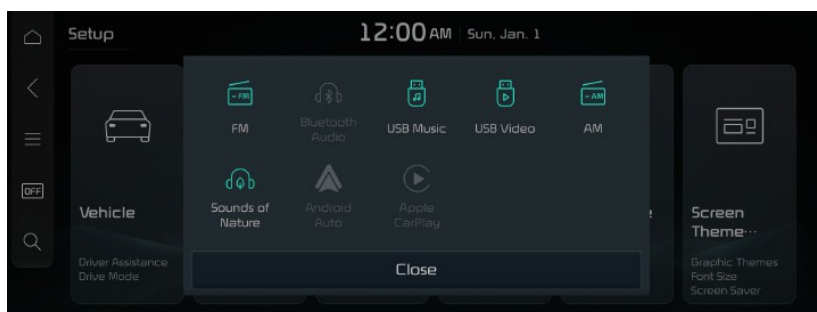 Setup
12:00 AM Sun, Jan. 1
FM
FM
Bluetooth
Audio
USB Music
USB Video
AM
AM
OFF
Sounds of
Nature
Android
Auto
Apple
CarPlay
Vehicle
Driver Assistance
Drive Mode
Screen
Theme···
Graphic Themes
Font Size
Screen Saver
Close